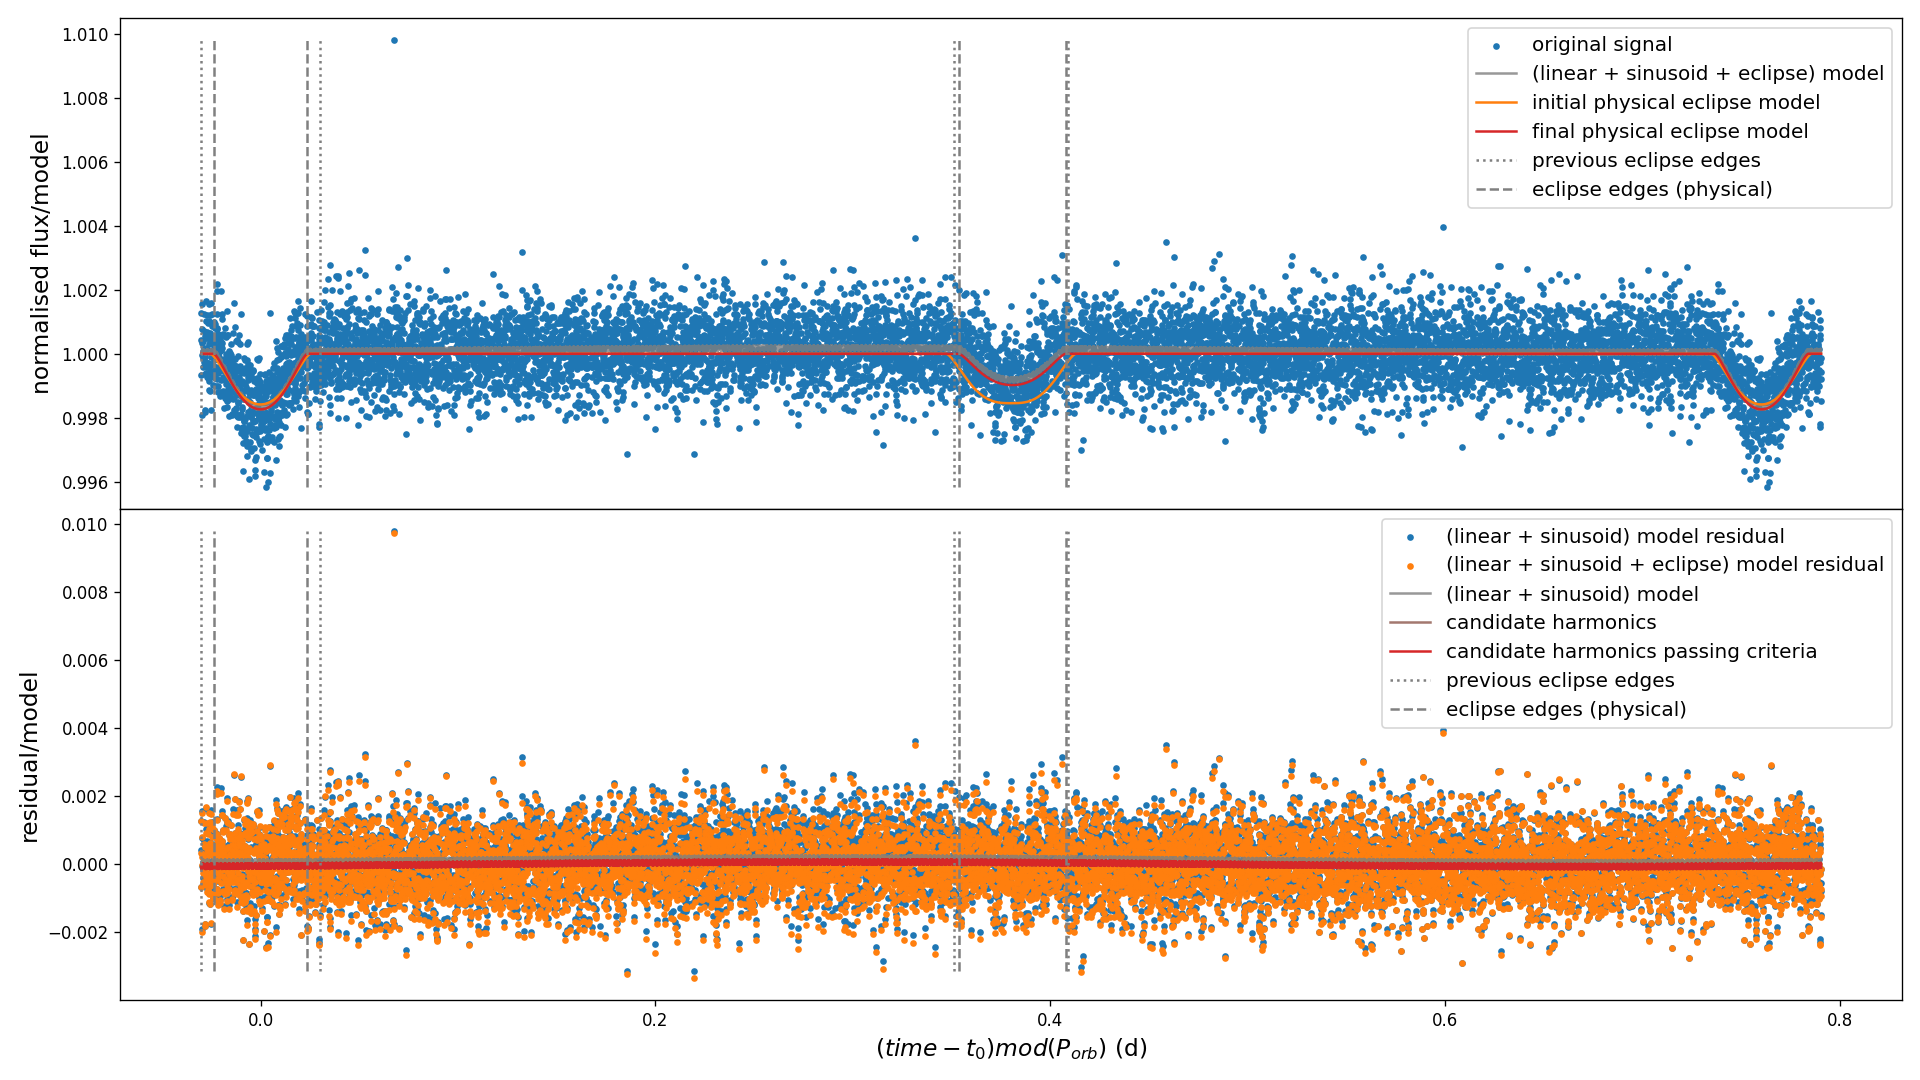 normalised flux/model
1.010
1.008
1.006
1.004
1.002
1.000
0.998
0.996
original signal
(linear + sinusoid + eclipse) model
initial physical eclipse model
final physical eclipse model
previous eclipse edges
eclipse edges (physical)
residual/model
0.010
0.008
0.006
0.004
0.002
0.000
−0.002
(linear + sinusoid) model residual
(linear + sinusoid + eclipse) model residual
(linear + sinusoid) model
candidate harmonics
candidate harmonics passing criteria
previous eclipse edges
eclipse edges (physical)
0.0 0.2 0.4 0.6 0.8
(time − t₀)mod(P_orb) (d)